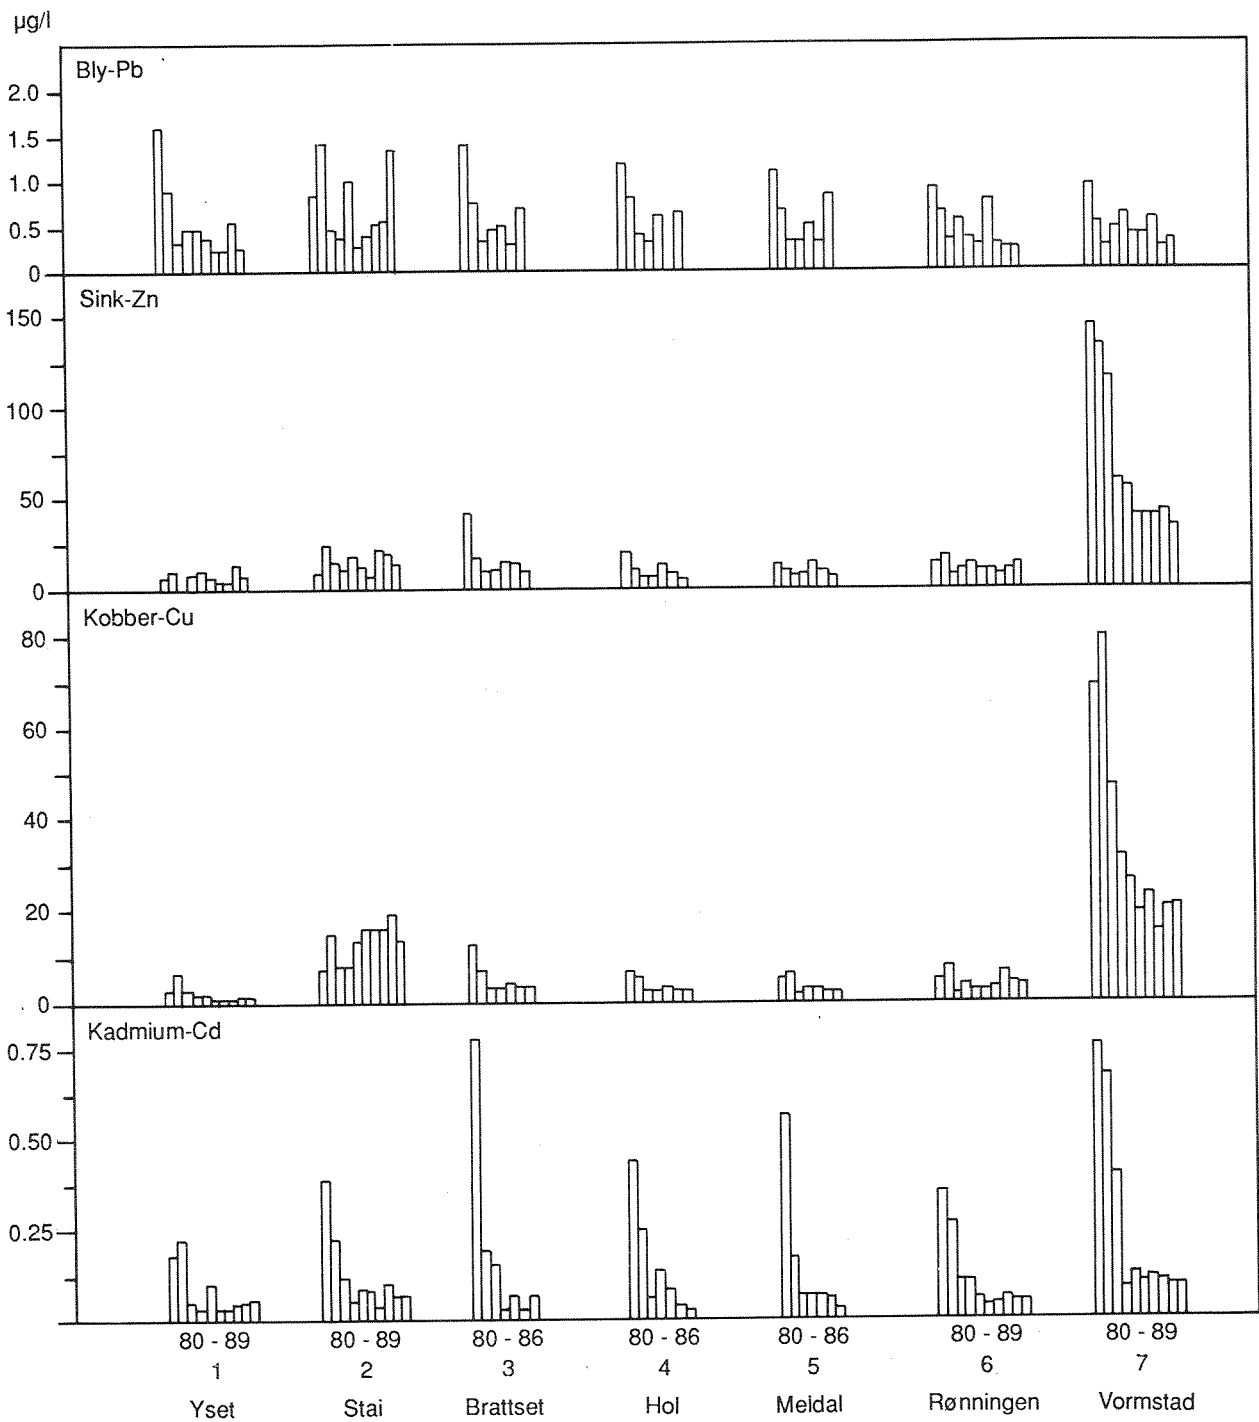 µg/l
Bly-Pb
2.0
1.5
1.0
0.5
0
Sink-Zn
150
100
50
0
Kobber-Cu
80
60
40
20
0
Kadmium-Cd
0.75
0.50
0.25
80 - 89 80 - 89 80 - 86 80 - 86 80 - 86 80 - 89 80 - 89
1 2 3 4 5 6 7
Yset Stai Brattset Hol Meldal Rønningen Vormstad